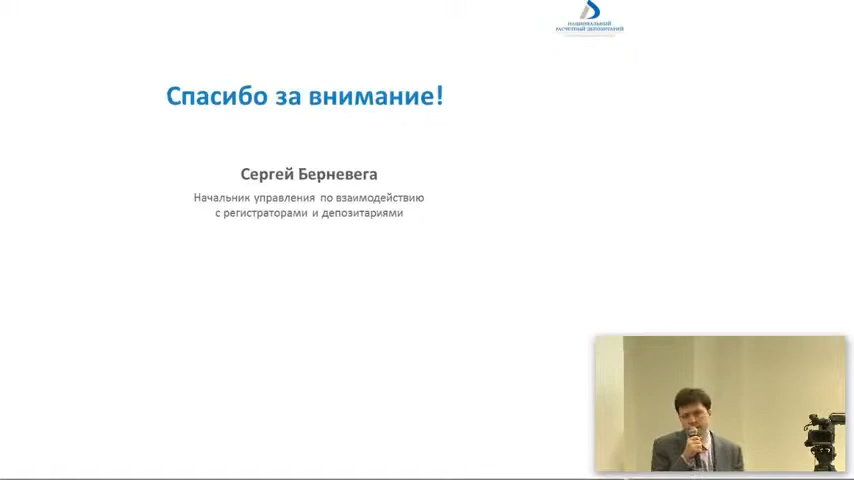 НАЦИОНАЛЬНЫЙ
РАСЧЕТНЫЙ ДЕПОЗИТАРИЙ
Спасибо за внимание!
Сергей Берневега
Начальник управления по взаимодействию
с регистраторами и депозитариями